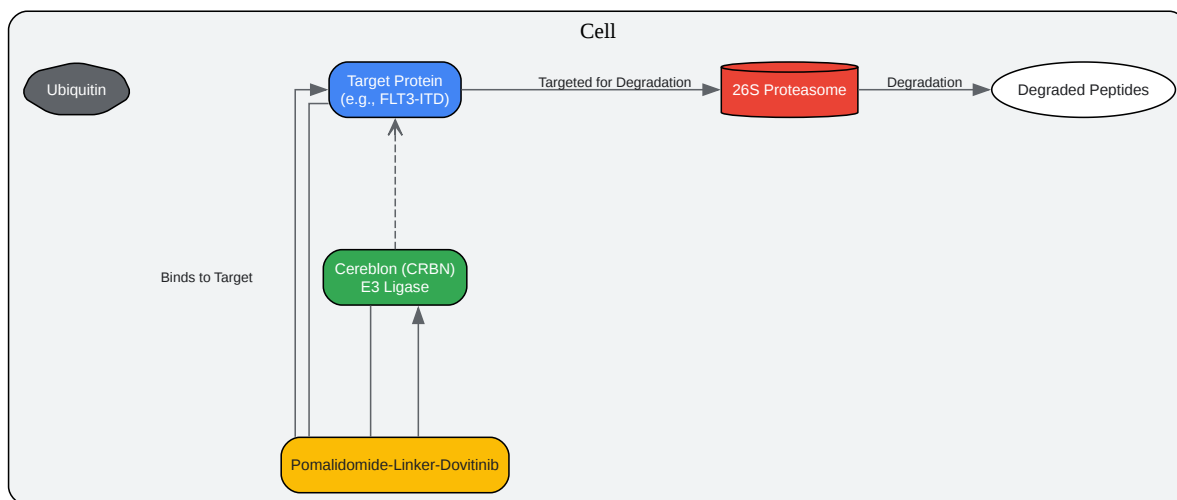 Cell
Ubiquitin
Target Protein
(e.g., FLT3-ITD)
Targeted for Degradation
26S Proteasome
Degradation
Degraded Peptides
Binds to Target
Cereblon (CRBN)
E3 Ligase
Pomalidomide-Linker-Dovitinib